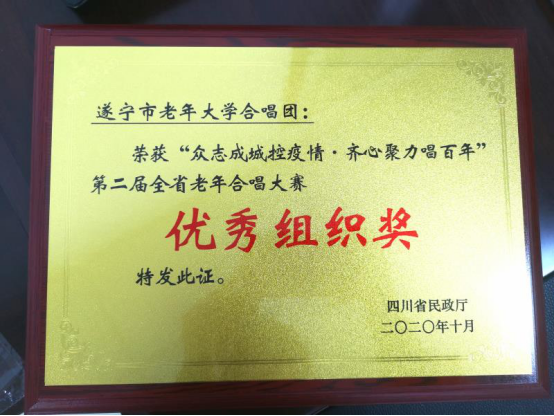 遂宁市老年大学合唱团：
荣获“众志成城控疫情·齐心聚力唱百年”
第二届全省老年合唱大赛
优秀组织奖
特发此证。
四川省民政厅
二〇二〇年十月